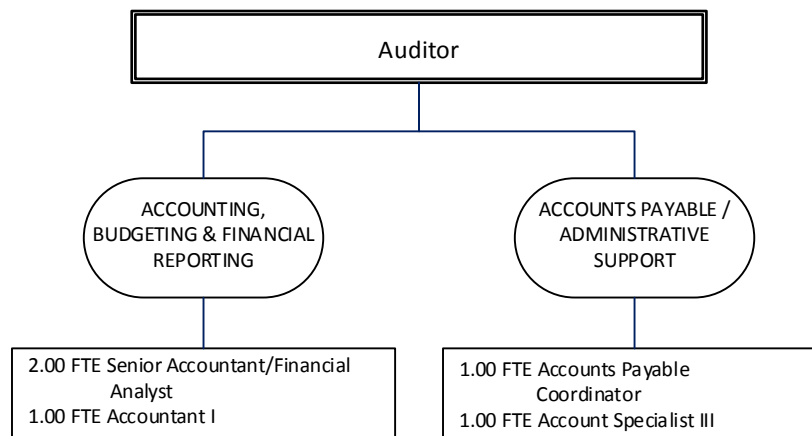 Auditor
ACCOUNTING,
BUDGETING & FINANCIAL
REPORTING
ACCOUNTS PAYABLE /
ADMINISTRATIVE
SUPPORT
2.00 FTE Senior Accountant/Financial
Analyst
1.00 FTE Accountant I
1.00 FTE Accounts Payable
Coordinator
1.00 FTE Account Specialist III